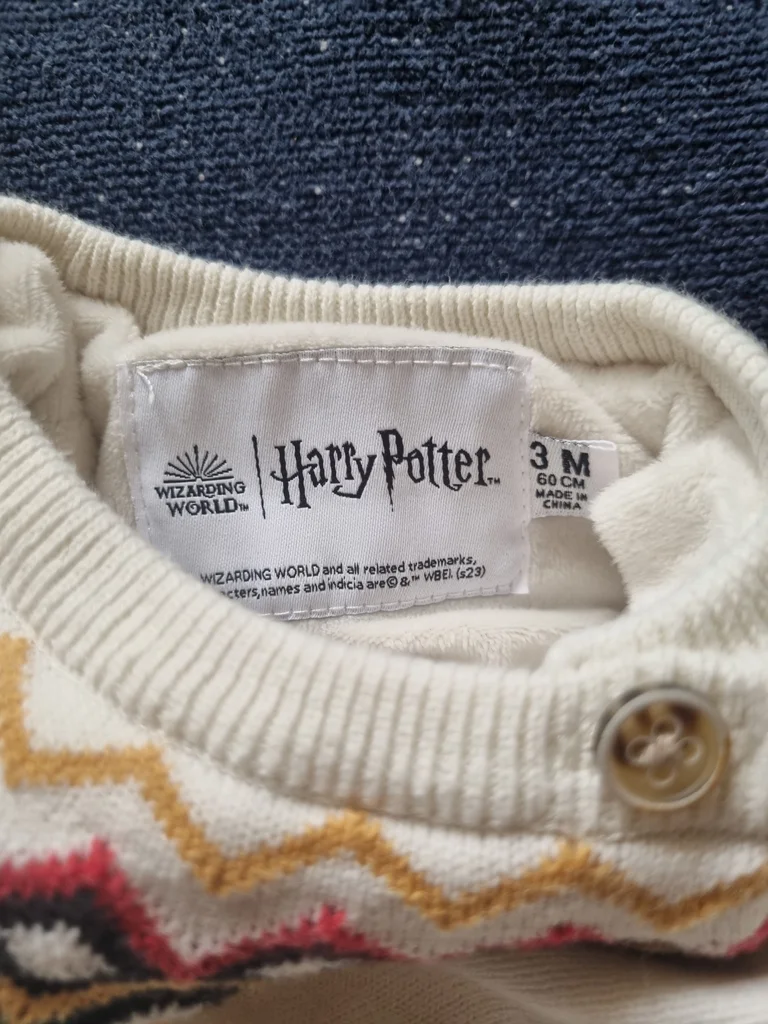 WIZARDING
WORLD™
Harry Potter™
WIZARDING WORLD and all related trademarks,
names and indicia are © & ™ WBEI. (s23)
3 M
60 CM
MADE IN
CHINA